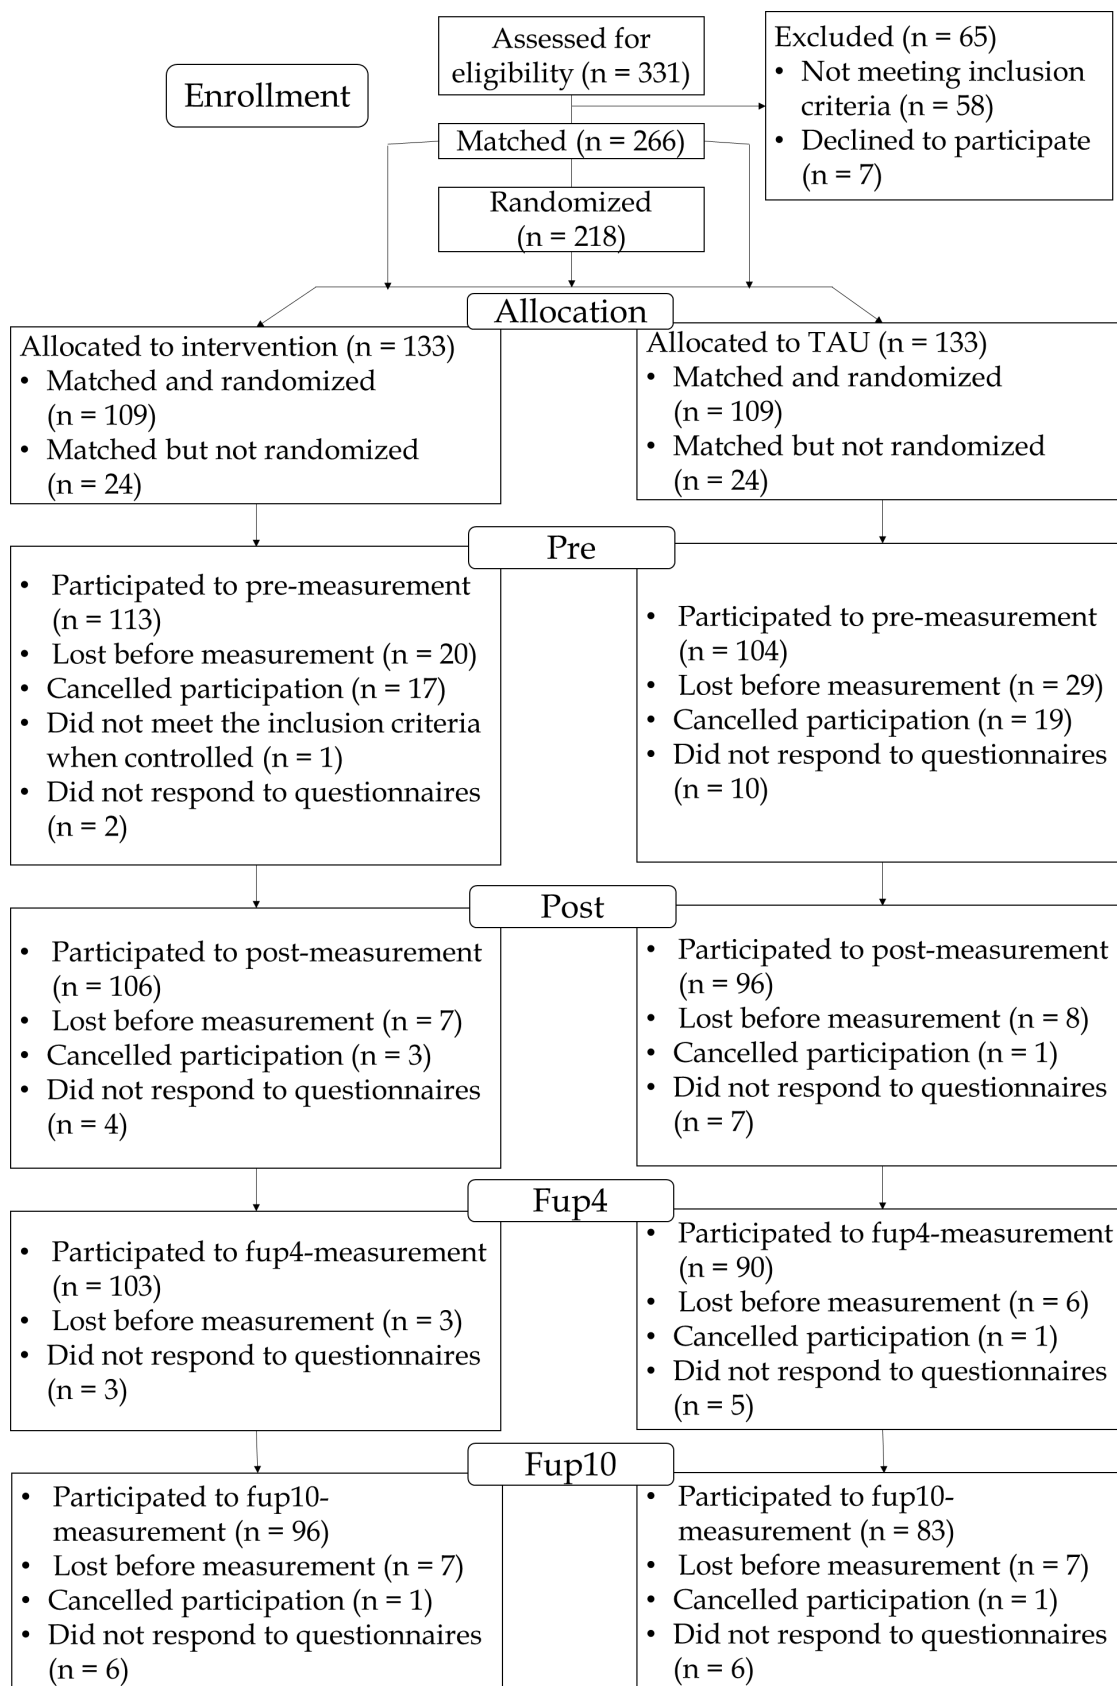 Assessed for
eligibility (n = 331)
Excluded (n = 65)
• Not meeting inclusion
criteria (n = 58)
• Declined to participate
(n = 7)
Enrollment
Matched (n = 266)
Randomized
(n = 218)
Allocation
Allocated to intervention (n = 133)
• Matched and randomized
(n = 109)
• Matched but not randomized
(n = 24)
Allocated to TAU (n = 133)
• Matched and randomized
(n = 109)
• Matched but not randomized
(n = 24)
Pre
• Participated to pre-measurement
(n = 113)
• Lost before measurement (n = 20)
• Cancelled participation (n = 17)
• Did not meet the inclusion criteria
when controlled (n = 1)
• Did not respond to questionnaires
(n = 2)
• Participated to pre-measurement
(n = 104)
• Lost before measurement (n = 29)
• Cancelled participation (n = 19)
• Did not respond to questionnaires
(n = 10)
Post
• Participated to post-measurement
(n = 106)
• Lost before measurement (n = 7)
• Cancelled participation (n = 3)
• Did not respond to questionnaires
(n = 4)
• Participated to post-measurement
(n = 96)
• Lost before measurement (n = 8)
• Cancelled participation (n = 1)
• Did not respond to questionnaires
(n = 7)
Fup4
• Participated to fup4-measurement
(n = 103)
• Lost before measurement (n = 3)
• Did not respond to questionnaires
(n = 3)
• Participated to fup4-measurement
(n = 90)
• Lost before measurement (n = 6)
• Cancelled participation (n = 1)
• Did not respond to questionnaires
(n = 5)
Fup10
• Participated to fup10-
measurement (n = 96)
• Lost before measurement (n = 7)
• Cancelled participation (n = 1)
• Did not respond to questionnaires
(n = 6)
• Participated to fup10-
measurement (n = 83)
• Lost before measurement (n = 7)
• Cancelled participation (n = 1)
• Did not respond to questionnaires
(n = 6)